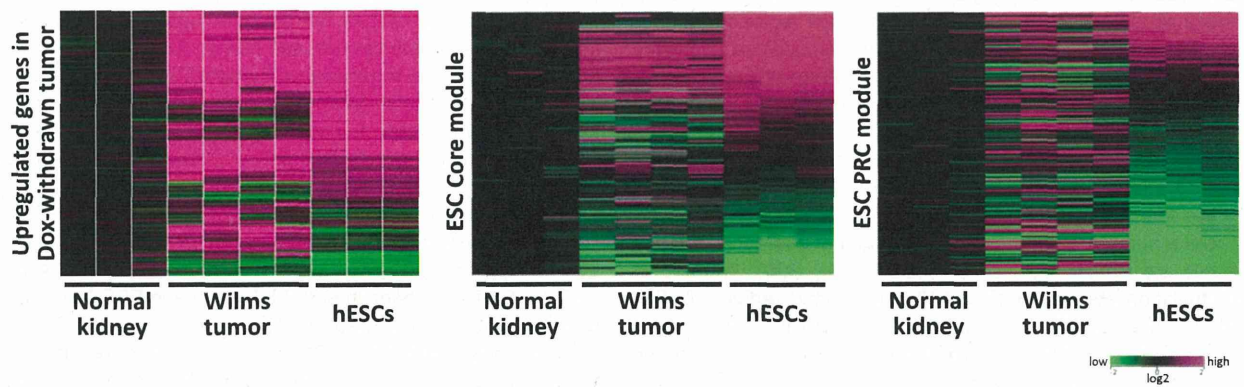 Upregulated genes in
Dox-withdrawn tumor
Normal
kidney
Wilms
tumor
hESCs
ESC Core module
Normal
kidney
Wilms
tumor
hESCs
ESC PRC module
Normal
kidney
Wilms
tumor
hESCs
low
high
log2